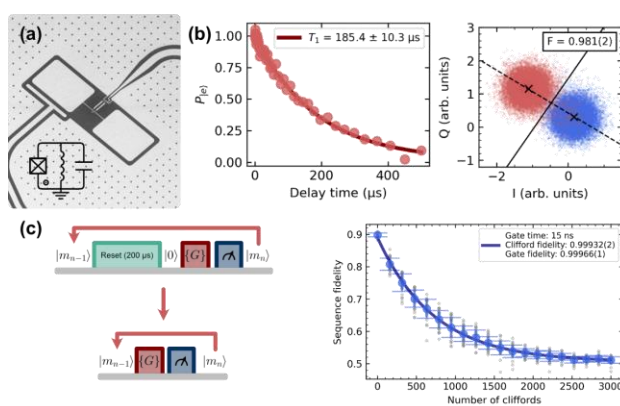 (a)
(b)
P|e⟩
1.00
0.75
0.50
0.25
0.00
T₁ = 185.4 ± 10.3 μs
0
200
400
Delay time (μs)
Q (arb. units)
3
2
1
0
−1
F = 0.981(2)
−2
0
I (arb. units)
(c)
|mₙ₋₁⟩ Reset (200 μs) |0⟩ {G} |mₙ⟩
|mₙ₋₁⟩ {G} |mₙ⟩
Sequence fidelity
0.9
0.8
0.7
0.6
0.5
Gate time: 15 ns
Clifford fidelity: 0.99932(2)
Gate fidelity: 0.99966(1)
0 500 1000 1500 2000 2500 3000
Number of cliffords